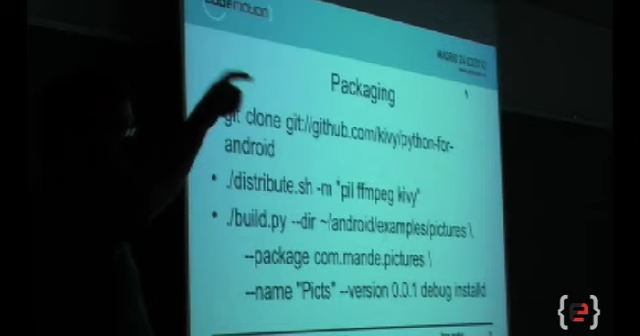 codemotion
Packaging
git clone git://github.com/kivy/python-for-
android
• ./distribute.sh -m "pil ffmpeg kivy"
• ./build.py --dir ~/android/examples/pictures \
--package com.mande.pictures \
--name "Picts" --version 0.0.1 debug installd